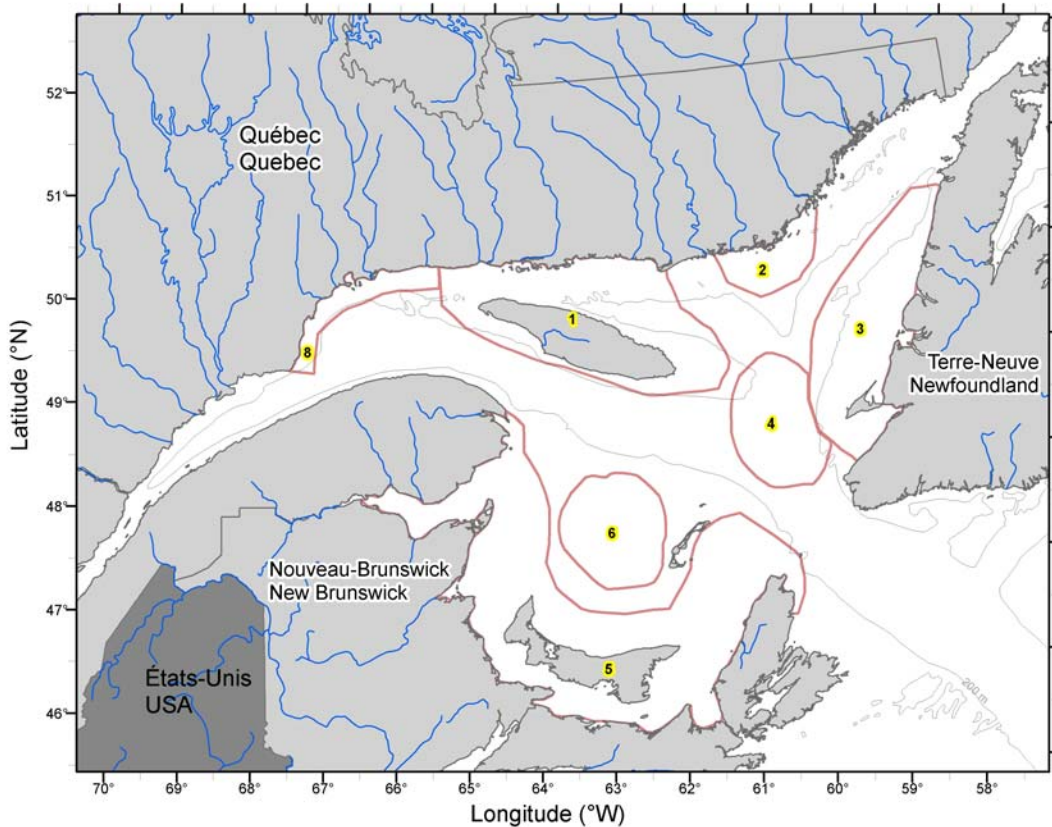 52°
51°
50°
49°
48°
47°
46°
Latitude (°N)
Québec
Quebec
2
1
3
8
Terre-Neuve
Newfoundland
4
6
Nouveau-Brunswick
New Brunswick
5
États-Unis
USA
200 m
70°
69°
68°
67°
66°
65°
64°
63°
62°
61°
60°
59°
58°
Longitude (°W)